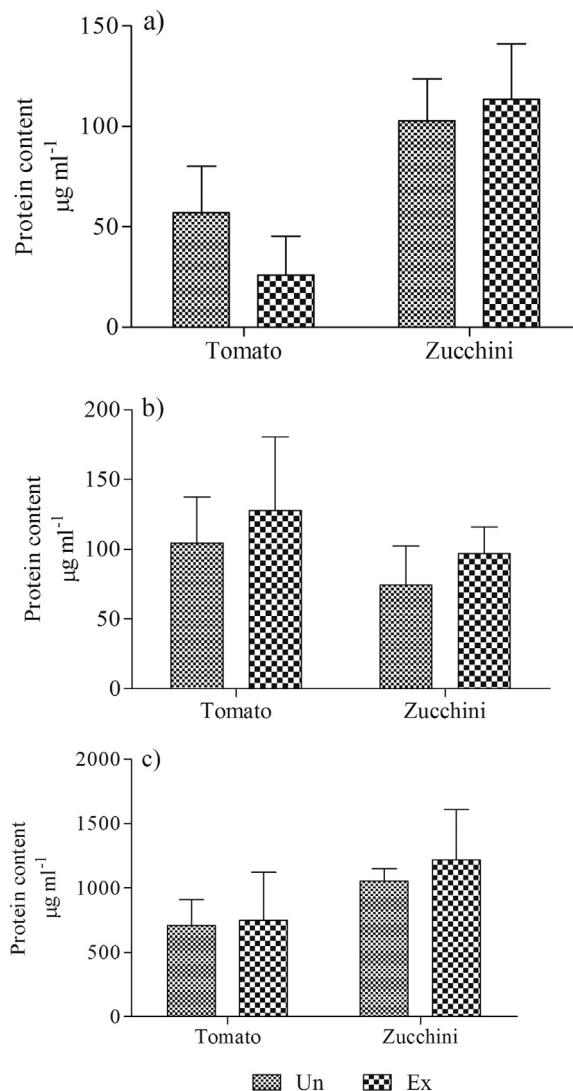 a)
Protein content
µg ml⁻¹
150
100
50
0
Tomato Zucchini
b)
Protein content
µg ml⁻¹
200
150
100
50
0
Tomato Zucchini
c)
Protein content
µg ml⁻¹
2000
1500
1000
500
0
Tomato Zucchini
Un Ex